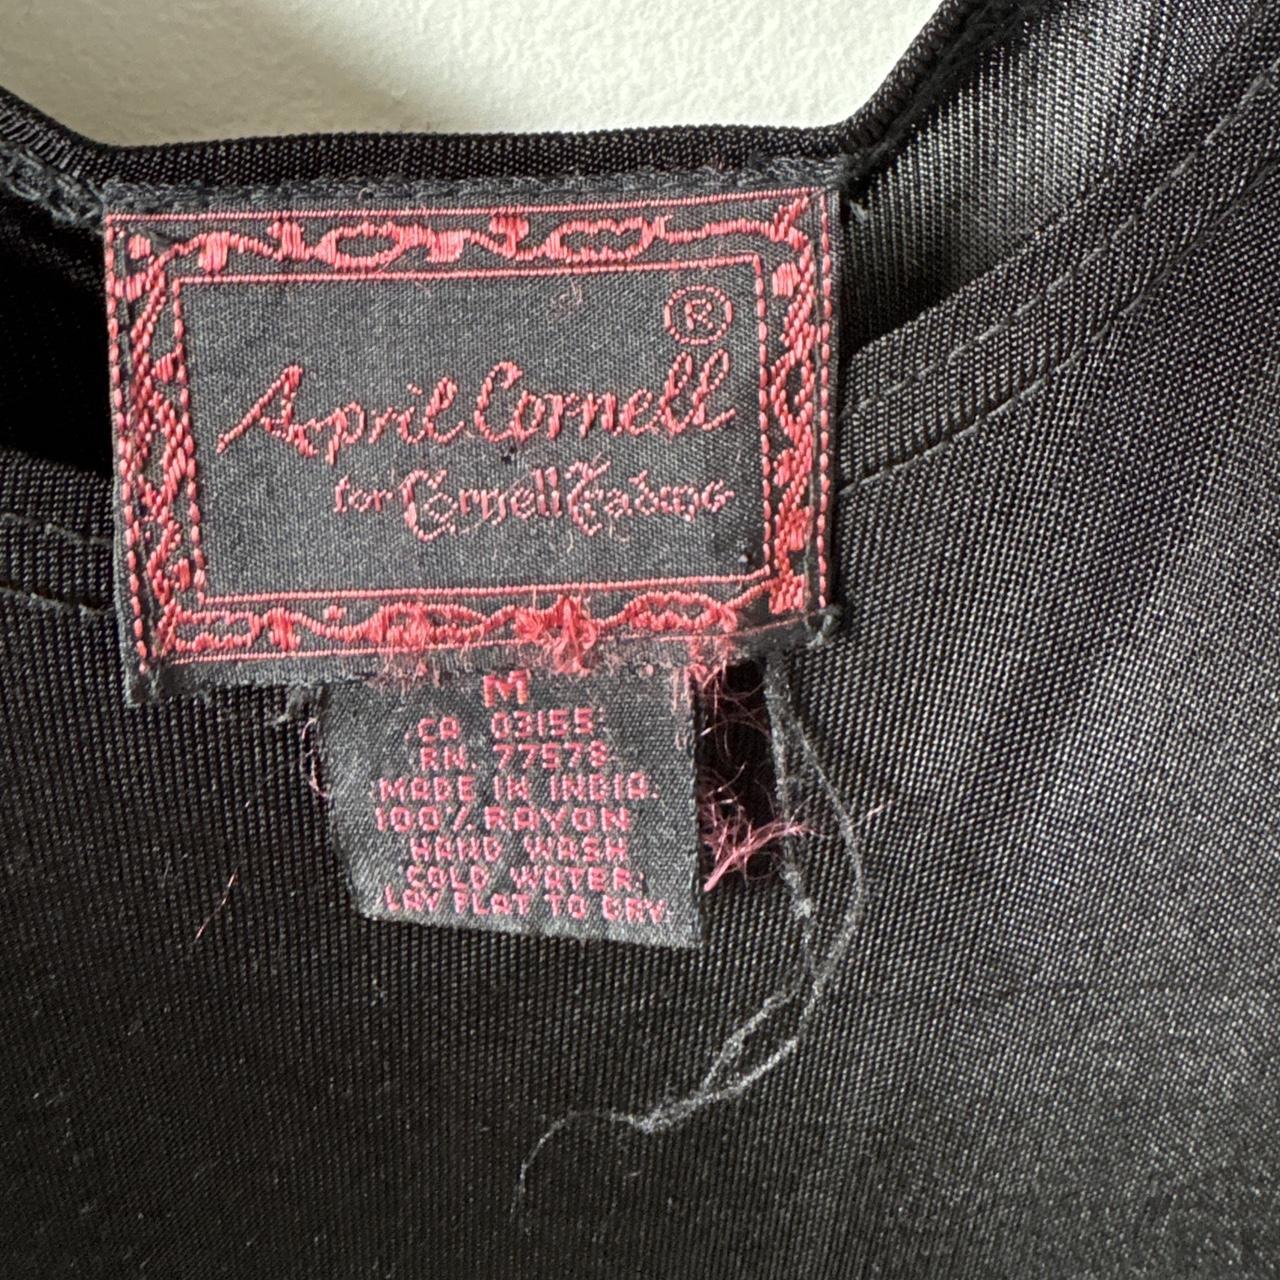 ®
April Cornell
for Cornell Trading
M
CA 03155
RN. 77578
MADE IN INDIA.
100% RAYON
HAND WASH
COLD WATER.
LAY FLAT TO DRY.